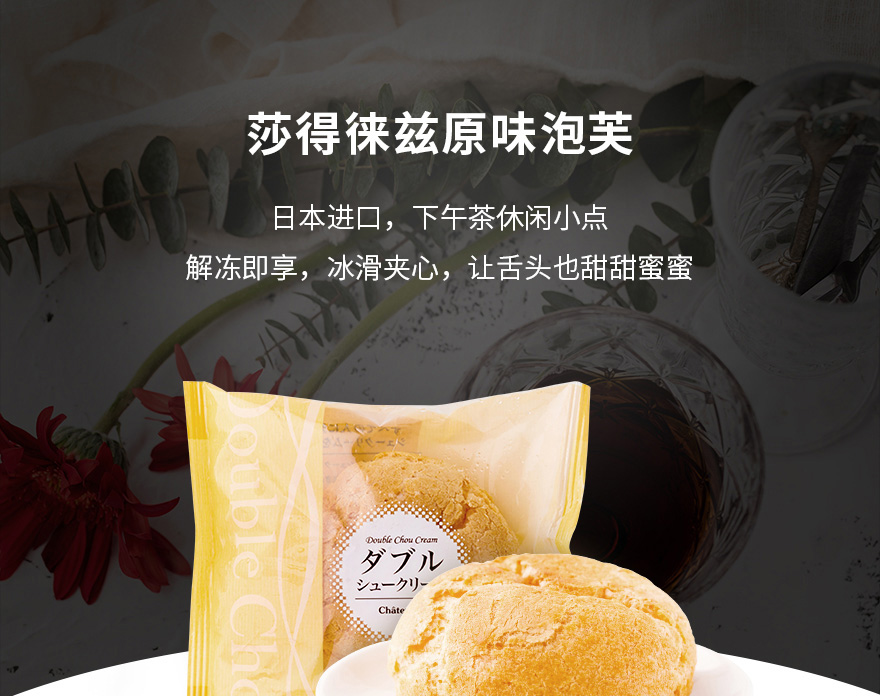 莎得徕兹原味泡芙
日本进口，下午茶休闲小点
解冻即享，冰滑夹心，让舌头也甜甜蜜蜜
Double Cho
Double Chou Cream
ダブル
シュークリー
Châte